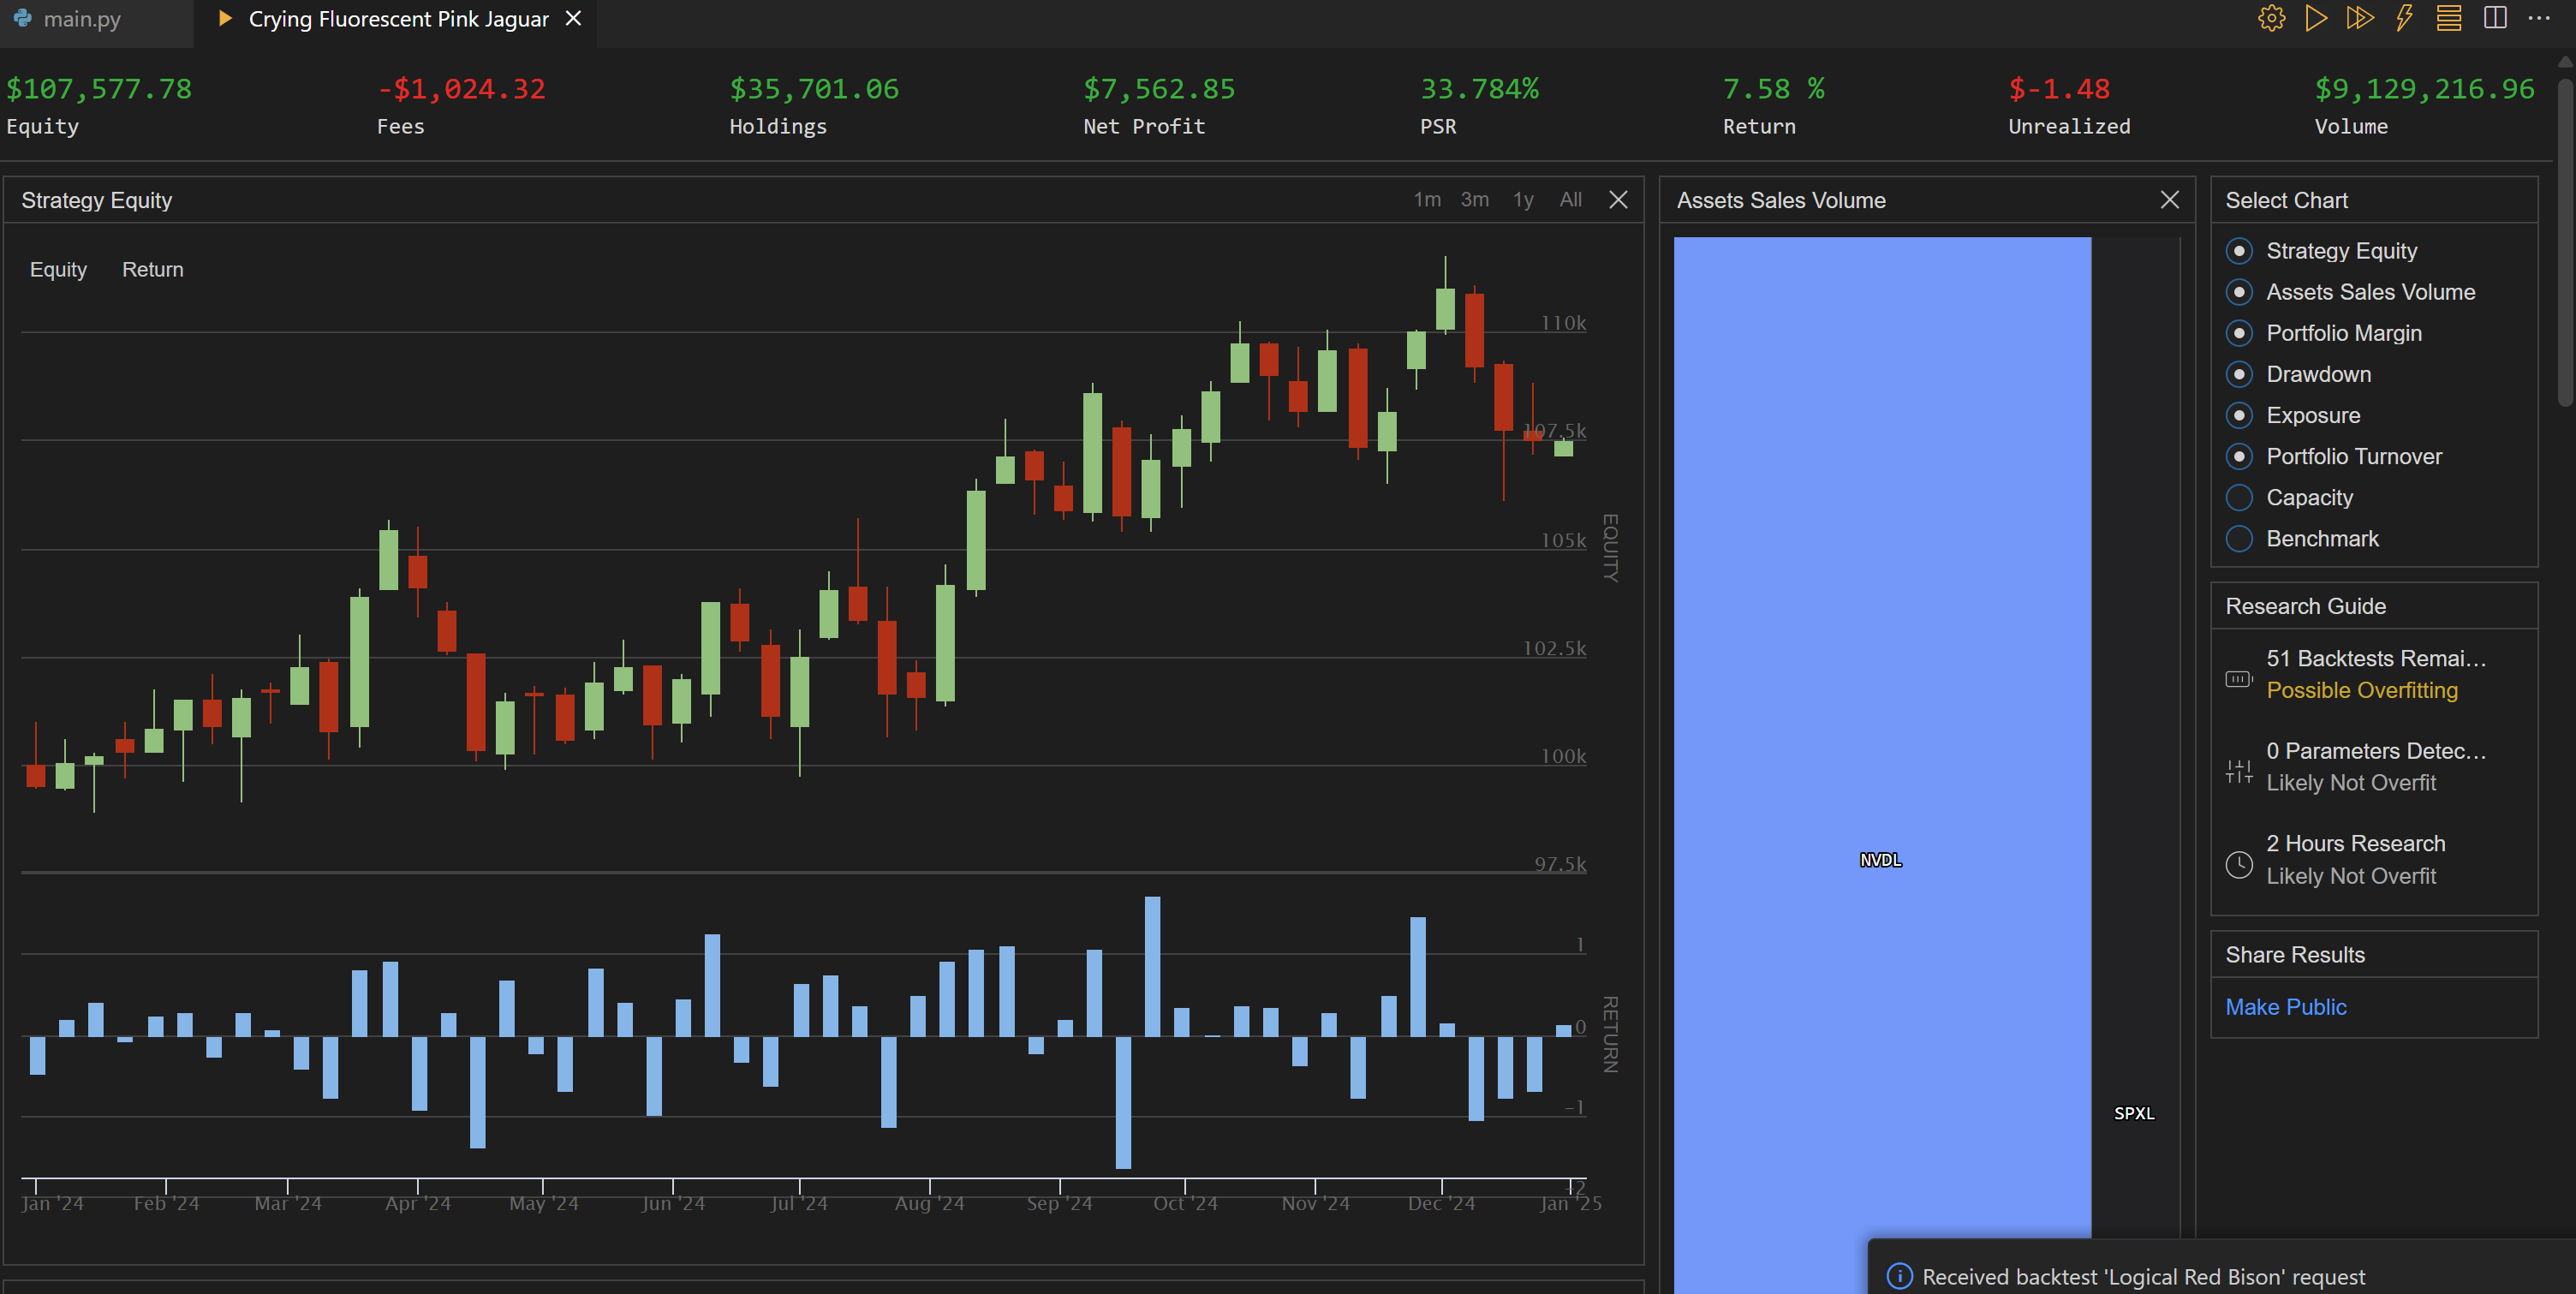 main.py
Crying Fluorescent Pink Jaguar
$107,577.78
Equity
-$1,024.32
Fees
$35,701.06
Holdings
$7,562.85
Net Profit
33.784%
PSR
7.58 %
Return
$-1.48
Unrealized
$9,129,216.96
Volume
Strategy Equity
1m 3m 1y All
Equity Return
110k
107.5k
105k
102.5k
100k
97.5k
EQUITY
1
0
-1
-2
RETURN
Jan '24 Feb '24 Mar '24 Apr '24 May '24 Jun '24 Jul '24 Aug '24 Sep '24 Oct '24 Nov '24 Dec '24 Jan '25
Assets Sales Volume
NVDL
SPXL
Select Chart
Strategy Equity
Assets Sales Volume
Portfolio Margin
Drawdown
Exposure
Portfolio Turnover
Capacity
Benchmark
Research Guide
51 Backtests Remai...
Possible Overfitting
0 Parameters Detec...
Likely Not Overfit
2 Hours Research
Likely Not Overfit
Share Results
Make Public
Received backtest 'Logical Red Bison' request